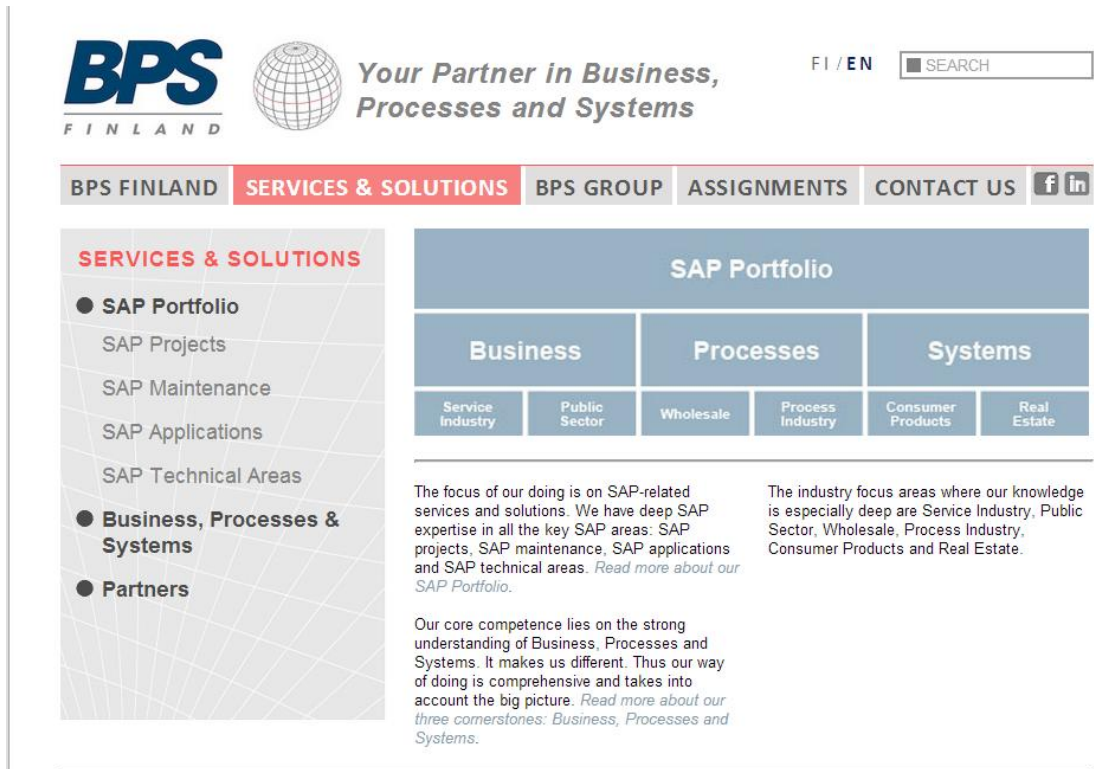 BPS
FINLAND
Your Partner in Business,
Processes and Systems
FI / EN
SEARCH
BPS FINLAND SERVICES & SOLUTIONS BPS GROUP ASSIGNMENTS CONTACT US f in
SERVICES & SOLUTIONS
SAP Portfolio
SAP Projects
SAP Maintenance
SAP Applications
SAP Technical Areas
Business, Processes &
Systems
Partners
SAP Portfolio
Business Processes Systems
Service
Industry
Public
Sector
Wholesale
Process
Industry
Consumer
Products
Real
Estate
The focus of our doing is on SAP-related
services and solutions. We have deep SAP
expertise in all the key SAP areas: SAP
projects, SAP maintenance, SAP applications
and SAP technical areas. Read more about our
SAP Portfolio.
Our core competence lies on the strong
understanding of Business, Processes and
Systems. It makes us different. Thus our way
of doing is comprehensive and takes into
account the big picture. Read more about our
three cornerstones: Business, Processes and
Systems.
The industry focus areas where our knowledge
is especially deep are Service Industry, Public
Sector, Wholesale, Process Industry,
Consumer Products and Real Estate.